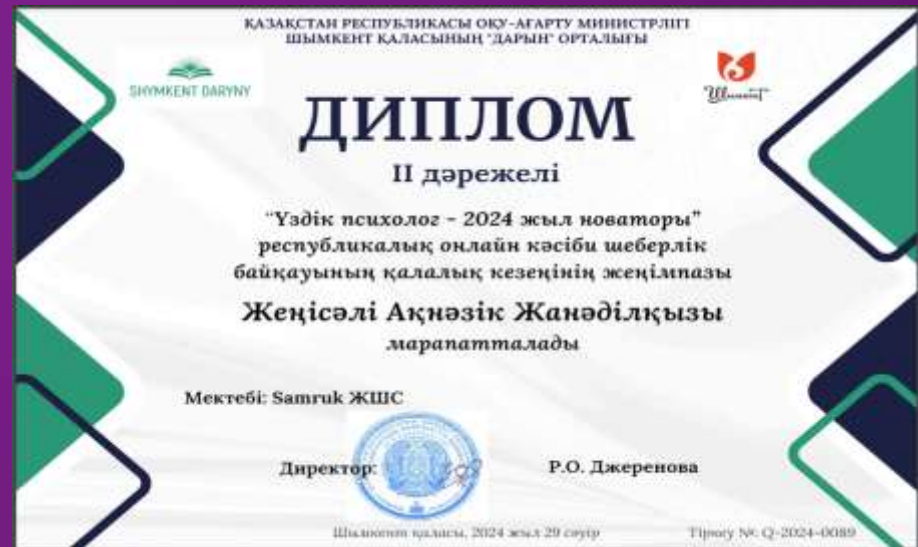 ҚАЗАҚСТАН РЕСПУБЛИКАСЫ ОҚУ-АҒАРТУ МИНИСТРЛІГІ
ШЫМКЕНТ ҚАЛАСЫНЫҢ "ДАРЫН" ОРТАЛЫҒЫ
SHYMKENT DARYNY
Шымкент
ДИПЛОМ
II дәрежелі
"Үздік психолог - 2024 жыл новаторы"
республикалық онлайн кәсіби шеберлік
байқауының қалалық кезеңінің жеңімпазы
Жеңісәлі Ақнәзік Жанәділқызы
марапатталады
Мектебі: Samruk ЖШС
Директор:
Р.О. Джеренова
Шымкент қаласы, 2024 жыл 29 сәуір
Тіркеу №: Q-2024-0089